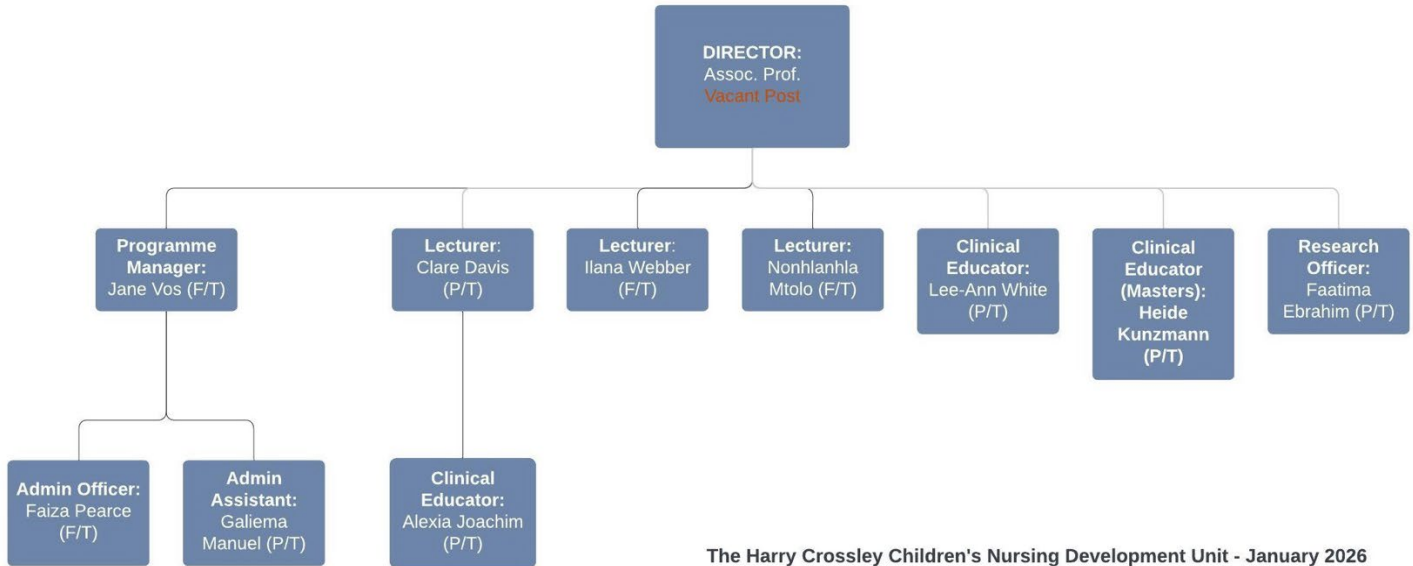 DIRECTOR:
Assoc. Prof.
Vacant Post
Programme
Manager:
Jane Vos (F/T)
Lecturer:
Clare Davis
(P/T)
Lecturer:
Ilana Webber
(F/T)
Lecturer:
Nonhlanhla
Mtolo (F/T)
Clinical
Educator:
Lee-Ann White
(P/T)
Clinical
Educator
(Masters):
Heide
Kunzmann
(P/T)
Research
Officer:
Faatima
Ebrahim (P/T)
Admin Officer:
Faiza Pearce
(F/T)
Admin
Assistant:
Galiema
Manuel (P/T)
Clinical
Educator:
Alexia Joachim
(P/T)
The Harry Crossley Children's Nursing Development Unit - January 2026